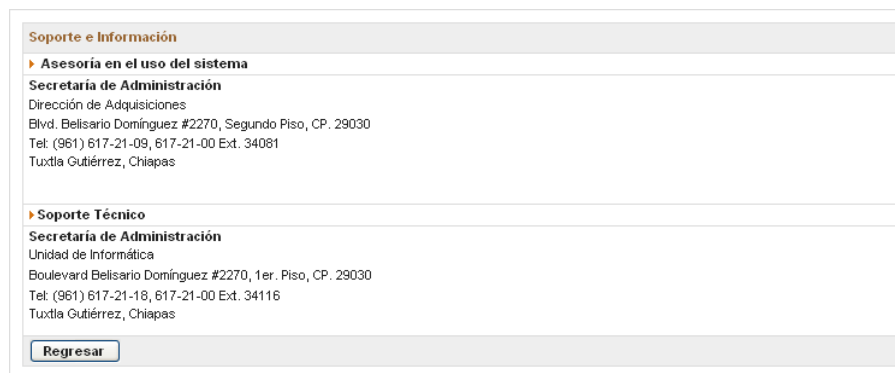 Soporte e Información
Asesoría en el uso del sistema
Secretaría de Administración
Dirección de Adquisiciones
Blvd. Belisario Domínguez #2270, Segundo Piso, CP. 29030
Tel: (961) 617-21-09, 617-21-00 Ext. 34081
Tuxtla Gutiérrez, Chiapas
Soporte Técnico
Secretaría de Administración
Unidad de Informática
Boulevard Belisario Domínguez #2270, 1er. Piso, CP. 29030
Tel: (961) 617-21-18, 617-21-00 Ext. 34116
Tuxtla Gutiérrez, Chiapas
Regresar